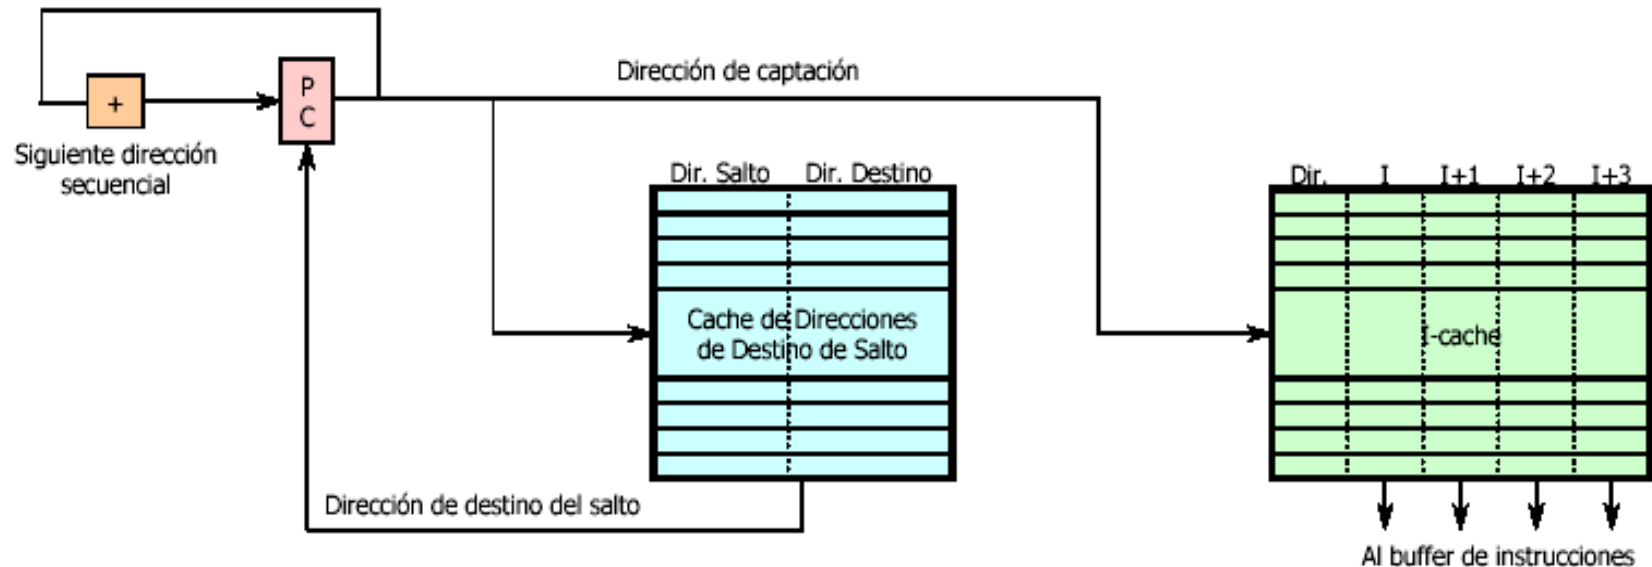 P
C
+
Siguiente dirección
secuencial
Dirección de captación
Dir. Salto Dir. Destino
Cache de Direcciones
de Destino de Salto
Dirección de destino del salto
Dir. I I+1 I+2 I+3
I-cache
Al buffer de instrucciones